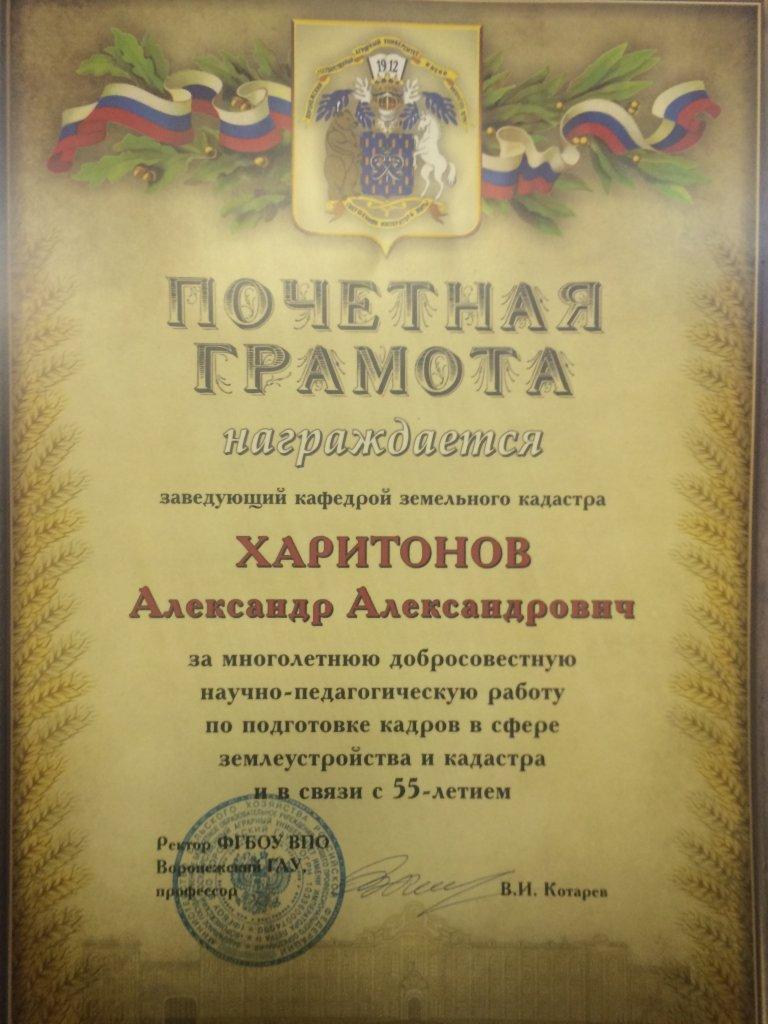 1912
ПОЧЕТНАЯ
ГРАМОТА
награждается
заведующий кафедрой земельного кадастра
ХАРИТОНОВ
Александр Александрович
за многолетнюю добросовестную
научно-педагогическую работу
по подготовке кадров в сфере
землеустройства и кадастра
и в связи с 55-летием
Ректор ФГБОУ ВПО
Воронежский ГАУ,
профессор
В.И. Котарев